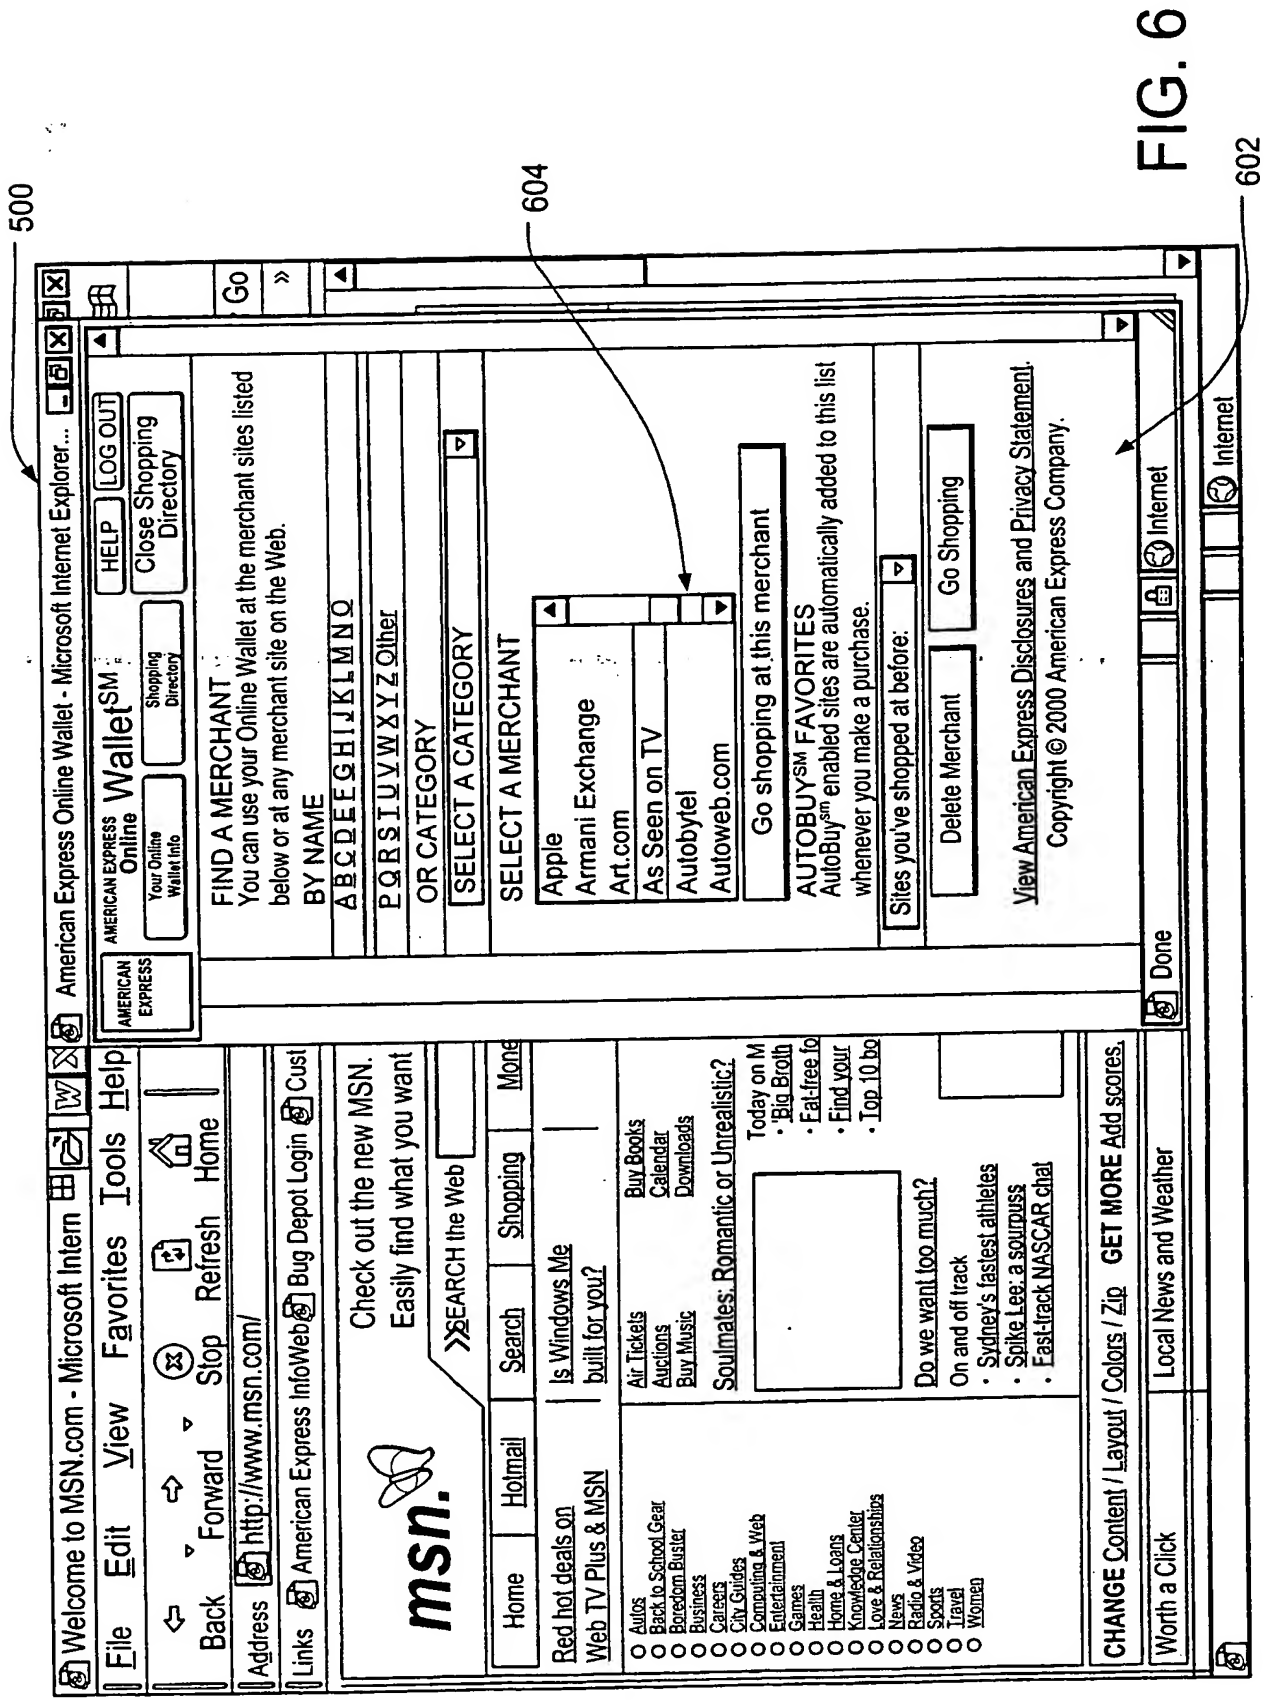 500
Welcome to MSN.com - Microsoft Intern
File Edit View Favorites Tools Help
Back Forward Stop Refresh Home
Address http://www.msn.com/
Go
Links American Express InfoWeb Bug Depot Login Cust
»
msn.
Check out the new MSN.
Easily find what you want
SEARCH the Web
Home Hotmail Search Shopping Mone
Red hot deals on
Web TV Plus & MSN
Is Windows Me
built for you?
Autos
Back to School Gear
Boredom Buster
Business
Careers
City Guides
Computing & Web
Entertainment
Games
Health
Home & Loans
Knowledge Center
Love & Relationships
News
Radio & Video
Sports
Travel
Women
Air Tickets
Auctions
Buy Music
Buy Books
Calendar
Downloads
Soulmates: Romantic or Unrealistic?
Today on M
· 'Big Broth
· Fat-free fo
· Find your
· Top 10 bo
Do we want too much?
On and off track
· Sydney's fastest athletes
· Spike Lee: a sourpuss
· Fast-track NASCAR chat
CHANGE Content / Layout / Colors / Zip GET MORE Add scores,
Worth a Click
Local News and Weather
American Express Online Wallet - Microsoft Internet Explorer...
AMERICAN
EXPRESS
AMERICAN EXPRESS
Online Wallet SM
HELP
LOG OUT
Your Online
Wallet Info
Shopping
Directory
Close Shopping
Directory
FIND A MERCHANT
You can use your Online Wallet at the merchant sites listed
below or at any merchant site on the Web.
BY NAME
A B C D E E G H I J K L M N O
P Q R S T U V W X Y Z Other
OR CATEGORY
SELECT A CATEGORY
SELECT A MERCHANT
Apple
Armani Exchange
Art.com
As Seen on TV
Autobytel
Autoweb.com
604
Go shopping at this merchant
AUTOBUY SM FAVORITES
AutoBuy sm enabled sites are automatically added to this list
whenever you make a purchase.
Sites you've shopped at before:
Delete Merchant
Go Shopping
View American Express Disclosures and Privacy Statement.
Copyright © 2000 American Express Company.
Done
Internet
Internet
602
FIG. 6